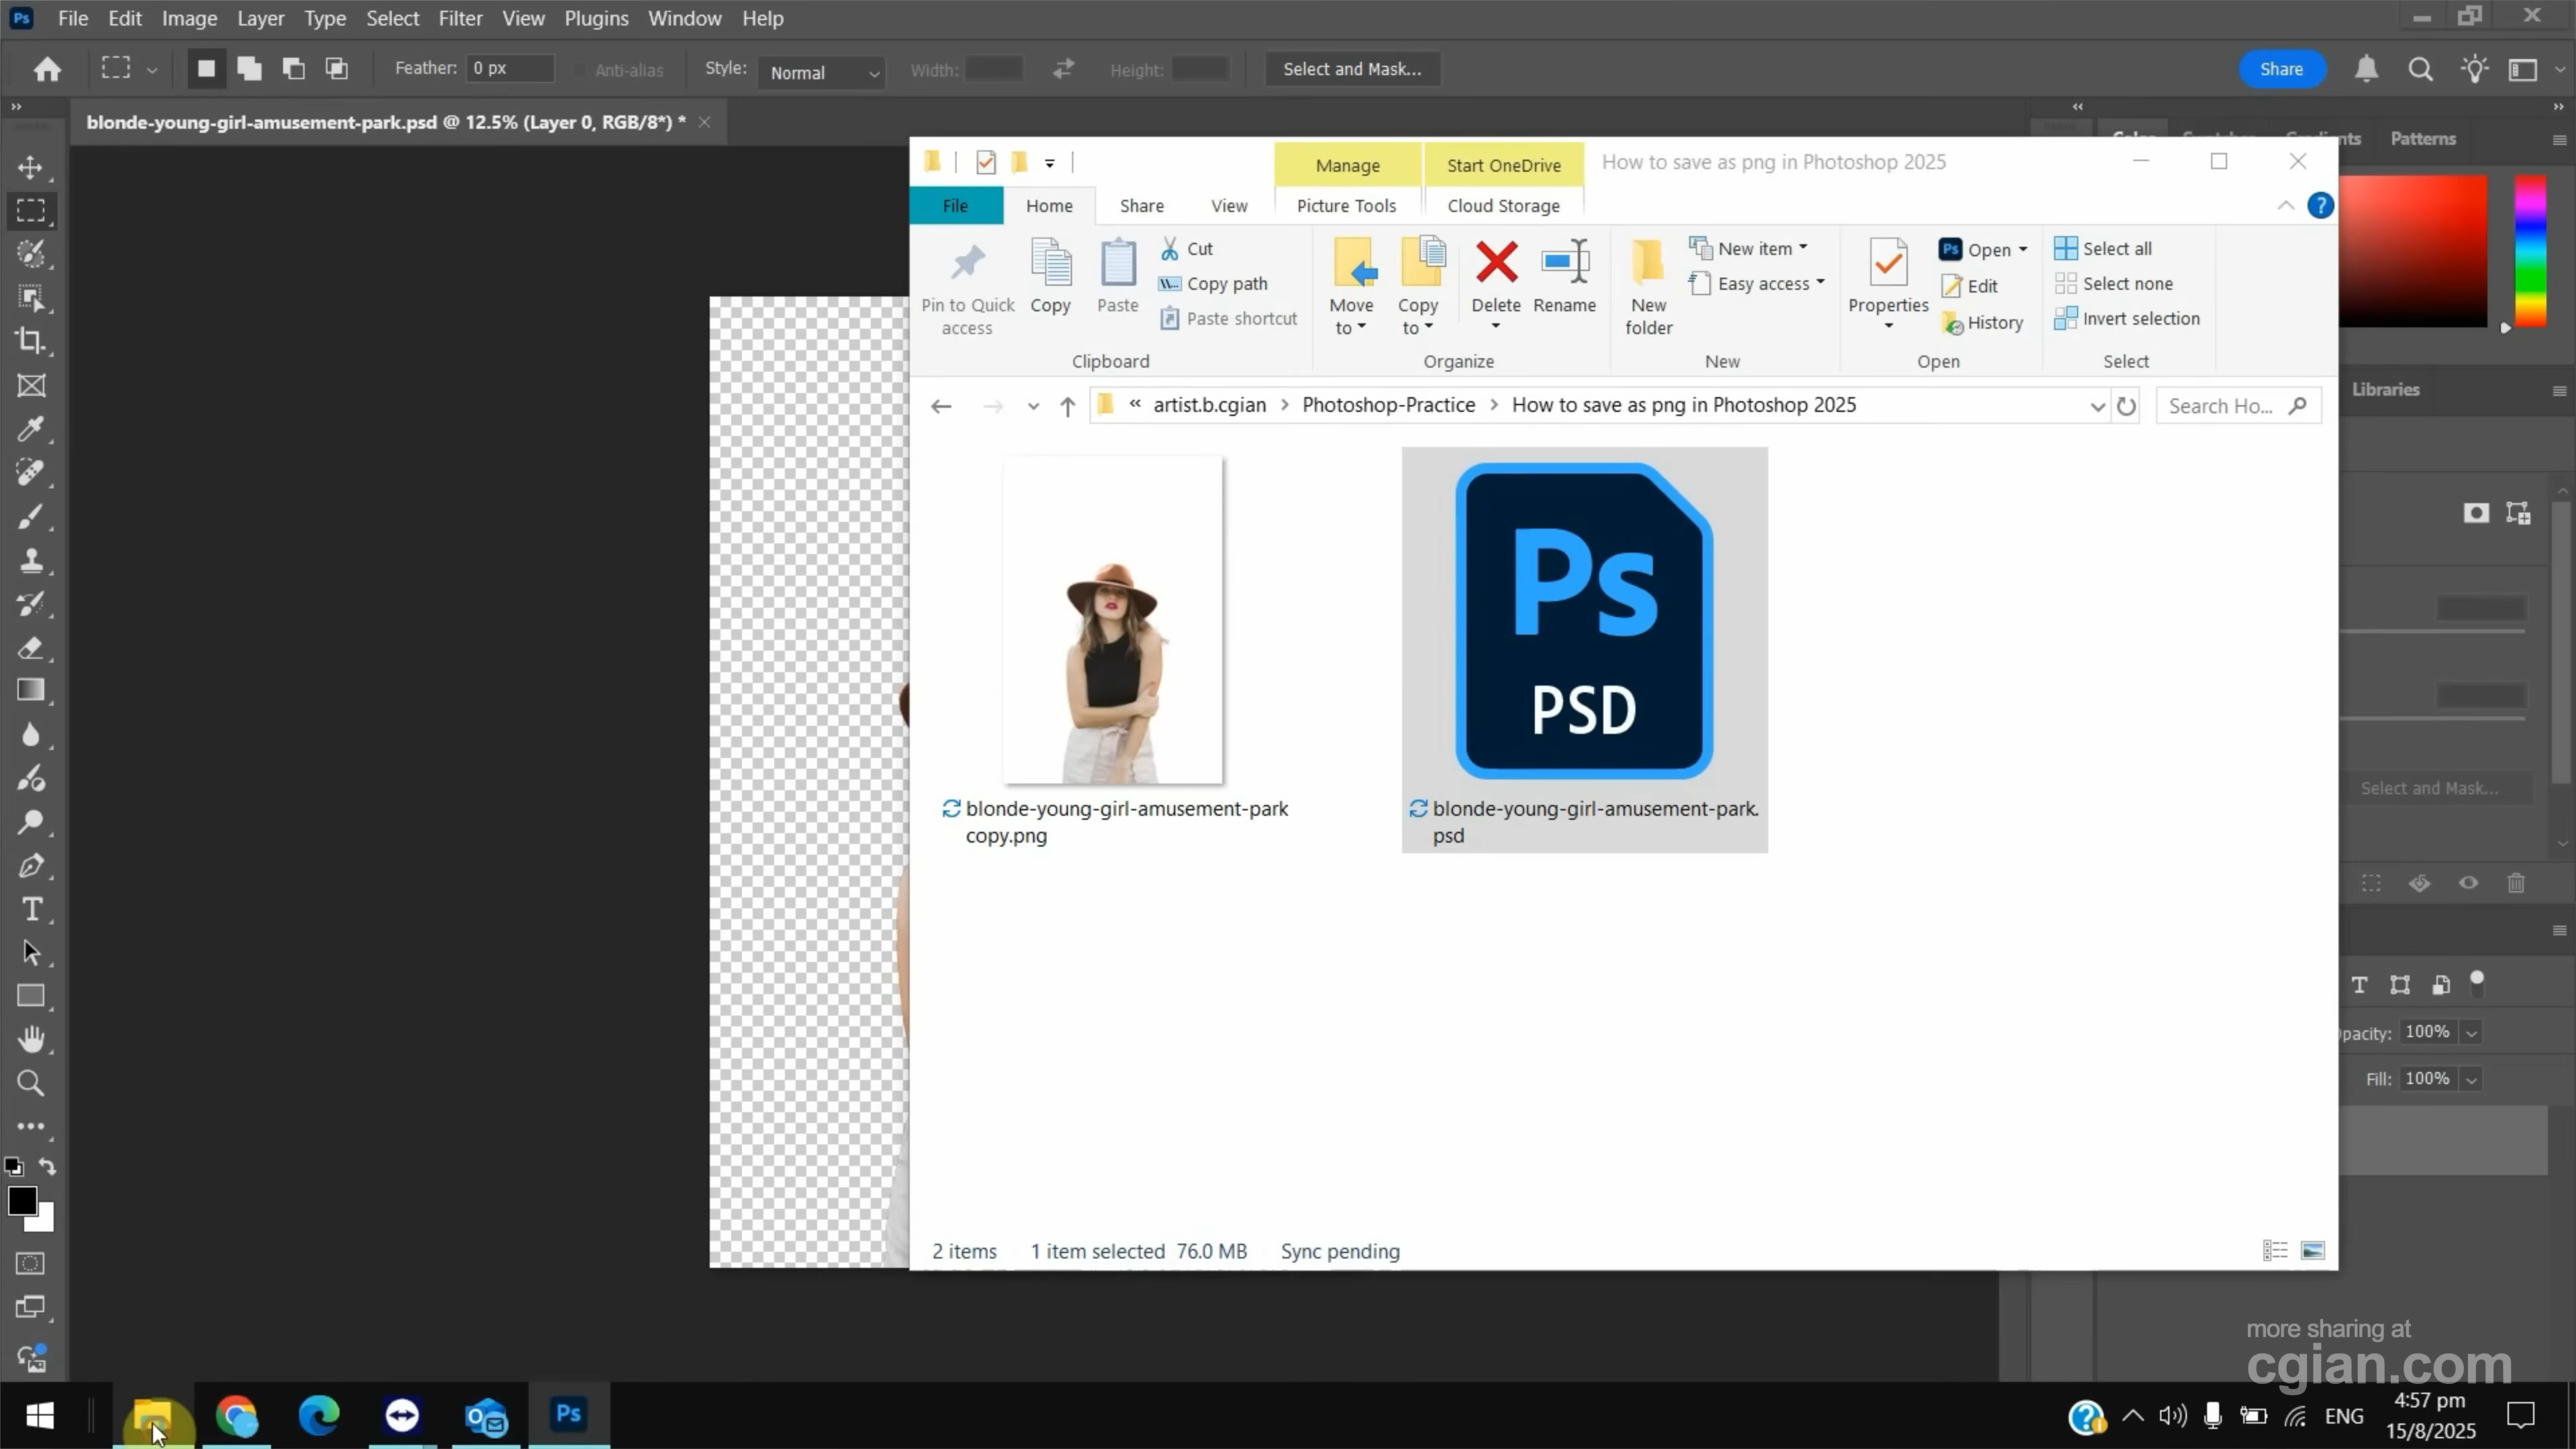 Ps File Edit Image Layer Type Select Filter View Plugins Window Help
Feather: 0 px Anti-alias Style: Normal Width: Height: Select and Mask... Share
blonde-young-girl-amusement-park.psd @ 12.5% (Layer 0, RGB/8*) *
Patterns
Manage Start OneDrive How to save as png in Photoshop 2025
File Home Share View Picture Tools Cloud Storage
Pin to Quick access
Copy
Paste
Cut
Copy path
Paste shortcut
Move to
Copy to
Delete
Rename
New folder
New item
Easy access
Properties
Ps Open
Edit
History
Select all
Select none
Invert selection
Clipboard Organize New Open Select
Libraries
« artist.b.cgian > Photoshop-Practice > How to save as png in Photoshop 2025
Search Ho...
Ps
PSD
Select and Mask...
blonde-young-girl-amusement-park
copy.png
blonde-young-girl-amusement-park.
psd
pacity: 100%
Fill: 100%
2 items 1 item selected 76.0 MB Sync pending
more sharing at
cgian.com
Ps
ENG
4:57 pm
15/8/2025